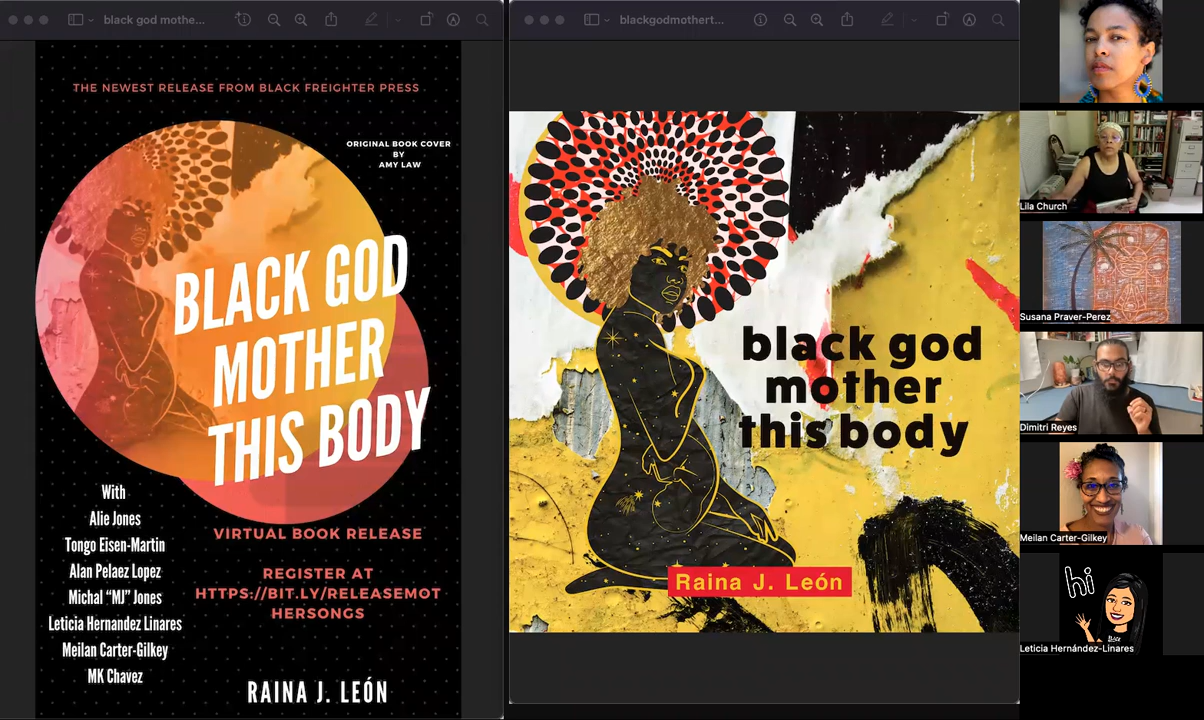 black god mothe...
THE NEWEST RELEASE FROM BLACK FREIGHTER PRESS
ORIGINAL BOOK COVER
BY
AMY LAW
BLACK GOD
MOTHER
THIS BODY
With
Alie Jones
Tongo Eisen-Martin
Alan Pelaez Lopez
Michal “MJ” Jones
Leticia Hernandez Linares
Meilan Carter-Gilkey
MK Chavez
VIRTUAL BOOK RELEASE
REGISTER AT
HTTPS://BIT.LY/RELEASEMOT
HERSONGS
RAINA J. LEÓN
blackgodmothert...
black god
mother
this body
Raina J. León
Lila Church
Susana Praver-Perez
Dimitri Reyes
Meilan Carter-Gilkey
hi
Leticia Hernández-Linares